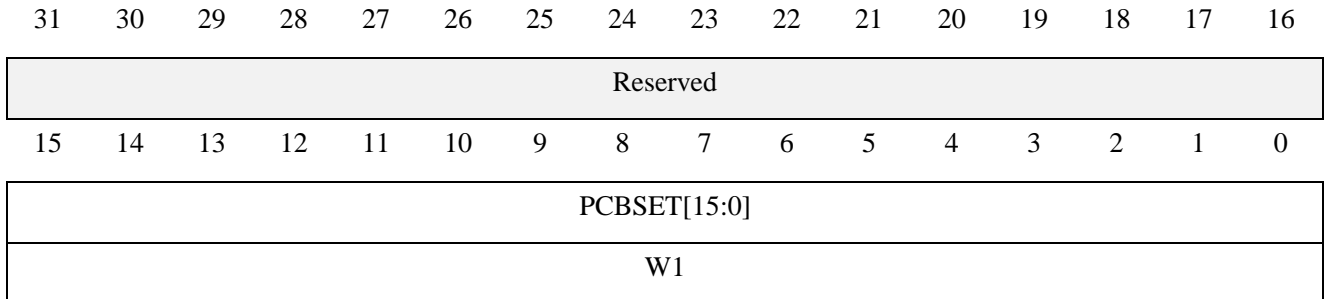 31 30 29 28 27 26 25 24 23 22 21 20 19 18 17 16
Reserved
15 14 13 12 11 10 9 8 7 6 5 4 3 2 1 0
PCBSET[15:0]
W1